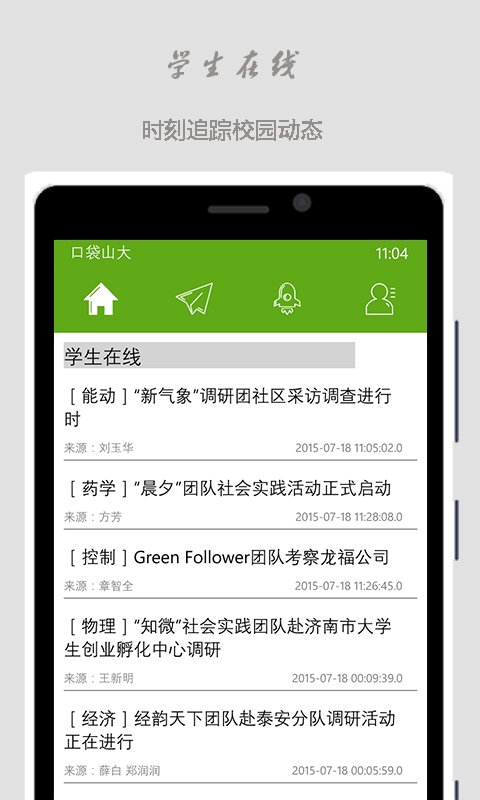 学生在线
时刻追踪校园动态
口袋山大 11:04
学生在线
[ 能动 ] “新气象”调研团社区采访调查进行
时
来源：刘玉华 2015-07-18 11:05:02.0
[ 药学 ] “晨夕”团队社会实践活动正式启动
来源：方芳 2015-07-18 11:28:08.0
[ 控制 ] Green Follower团队考察龙福公司
来源：章智全 2015-07-18 11:26:45.0
[ 物理 ] “知微”社会实践团队赴济南市大学
生创业孵化中心调研
来源：王新明 2015-07-18 00:09:39.0
[ 经济 ] 经韵天下团队赴泰安分队调研活动
正在进行
来源：薛白 郑润润 2015-07-18 00:05:59.0